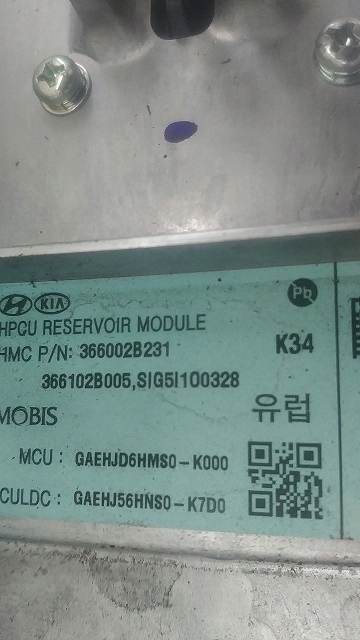 KIA
Pb
HPCU RESERVOIR MODULE
HMC P/N: 366002B231
K34
366102B005,SIG5I100328
MOBIS
유럽
MCU : GAEHJD6HMS0-K000
CULDC : GAEHJ56HNS0-K7D0